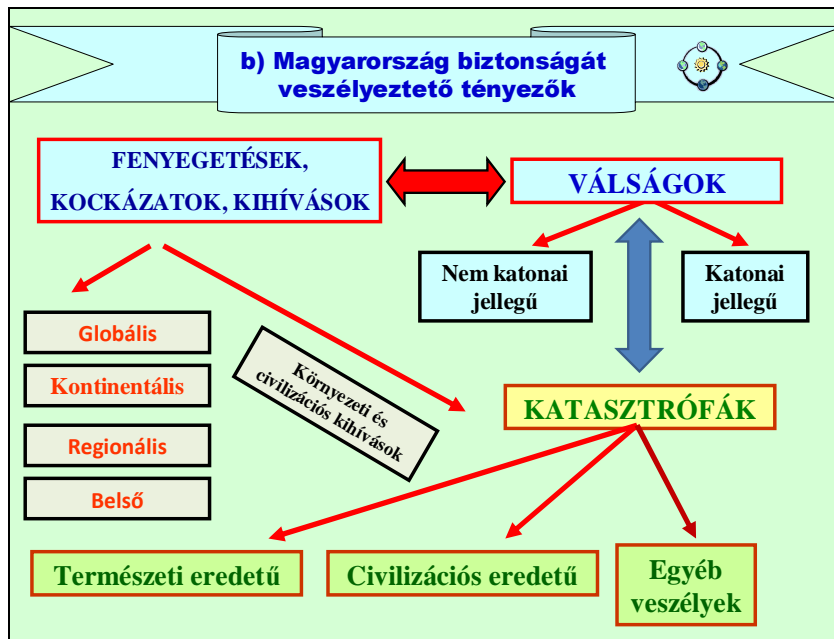 b) Magyarország biztonságát
veszélyeztető tényezők
FENYEGETÉSEK,
KOCKÁZATOK, KIHÍVÁSOK
VÁLSÁGOK
Nem katonai
jellegű
Katonai
jellegű
Globális
Kontinentális
Regionális
Belső
Környezeti és
civilizációs kihívások
KATASZTRÓFÁK
Természeti eredetű
Civilizációs eredetű
Egyéb
veszélyek